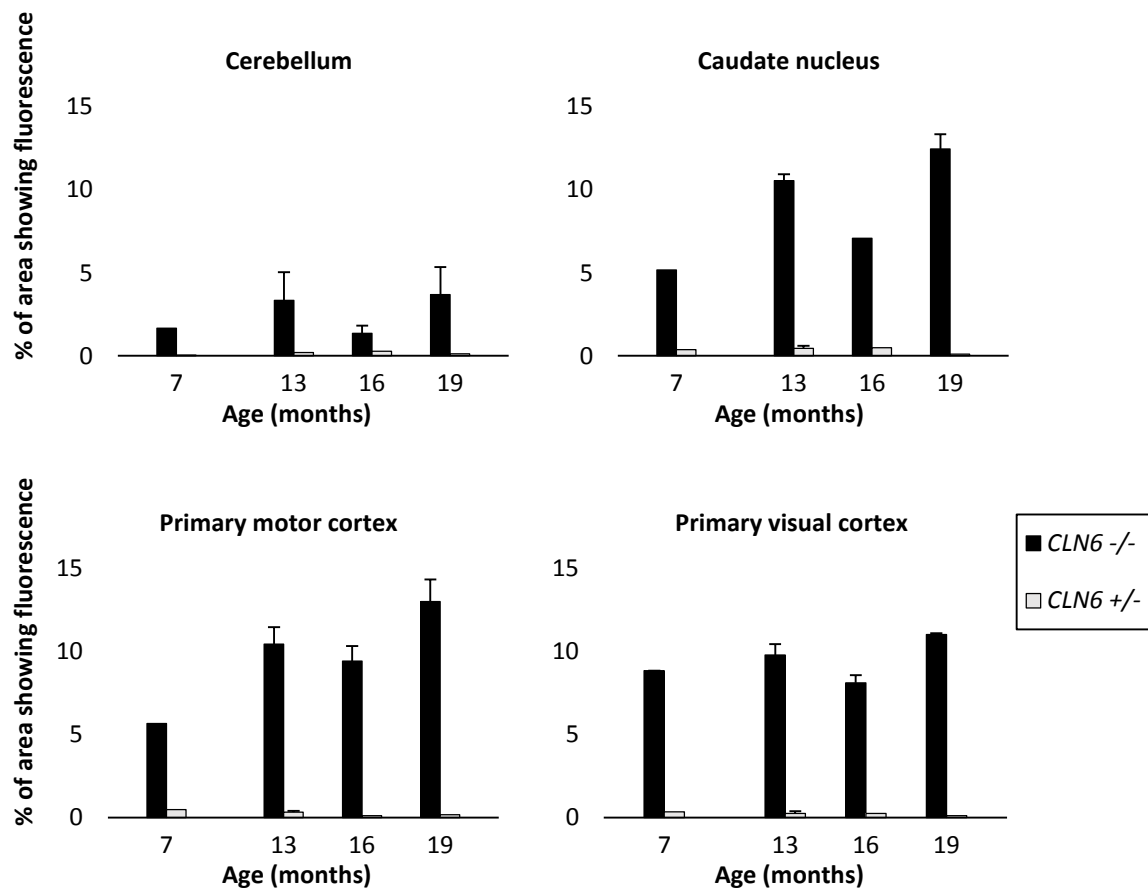 Cerebellum
% of area showing fluorescence
15
10
5
0
7 13 16 19
Age (months)
Caudate nucleus
15
10
5
0
7 13 16 19
Age (months)
Primary motor cortex
% of area showing fluorescence
15
10
5
0
7 13 16 19
Age (months)
Primary visual cortex
15
10
5
0
7 13 16 19
Age (months)
CLN6 -/-
CLN6 +/-